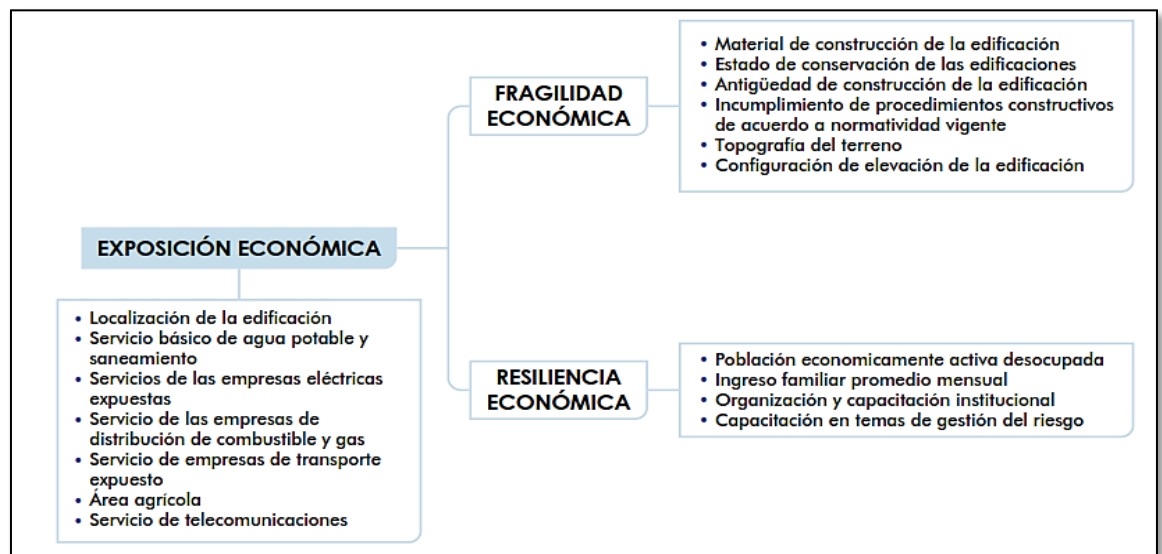 EXPOSICIÓN ECONÓMICA
• Localización de la edificación
• Servicio básico de agua potable y
saneamiento
• Servicios de las empresas eléctricas
expuestas
• Servicio de las empresas de
distribución de combustible y gas
• Servicio de empresas de transporte
expuesto
• Área agrícola
• Servicio de telecomunicaciones
FRAGILIDAD
ECONÓMICA
• Material de construcción de la edificación
• Estado de conservación de las edificaciones
• Antigüedad de construcción de la edificación
• Incumplimiento de procedimientos constructivos
de acuerdo a normatividad vigente
• Topografía del terreno
• Configuración de elevación de la edificación
RESILIENCIA
ECONÓMICA
• Población economicamente activa desocupada
• Ingreso familiar promedio mensual
• Organización y capacitación institucional
• Capacitación en temas de gestión del riesgo